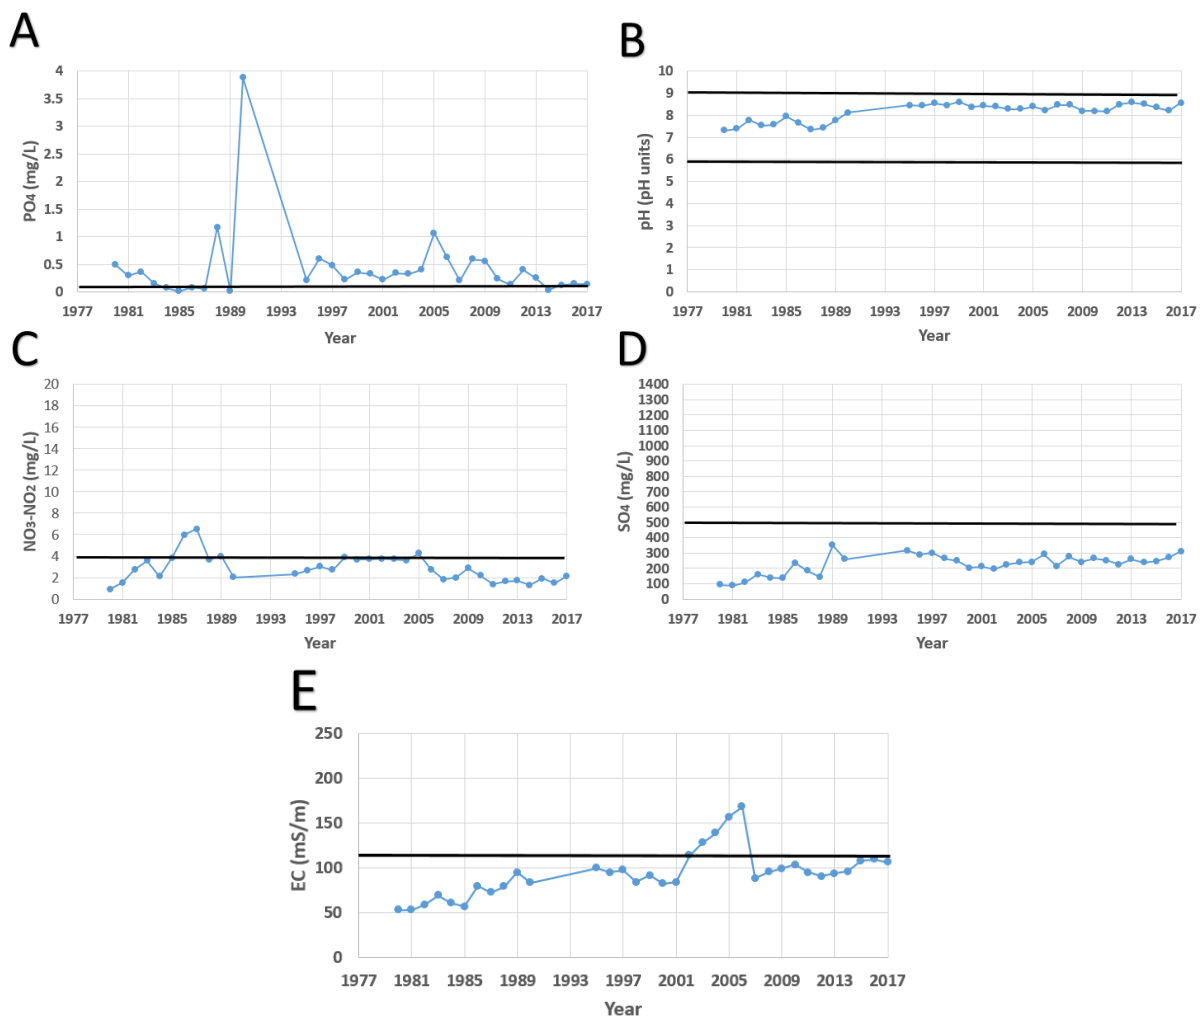 A
PO4 (mg/L)
4
3.5
3
2.5
2
1.5
1
0.5
0
1977 1981 1985 1989 1993 1997 2001 2005 2009 2013 2017
Year
B
pH (pH units)
10
9
8
7
6
5
4
3
2
1
0
1977 1981 1985 1989 1993 1997 2001 2005 2009 2013 2017
Year
C
NO3-NO2 (mg/L)
20
18
16
14
12
10
8
6
4
2
0
1977 1981 1985 1989 1993 1997 2001 2005 2009 2013 2017
Year
D
SO4 (mg/L)
1400
1300
1200
1100
1000
900
800
700
600
500
400
300
200
100
0
1977 1981 1985 1989 1993 1997 2001 2005 2009 2013 2017
Year
E
EC (mS/m)
250
200
150
100
50
0
1977 1981 1985 1989 1993 1997 2001 2005 2009 2013 2017
Year